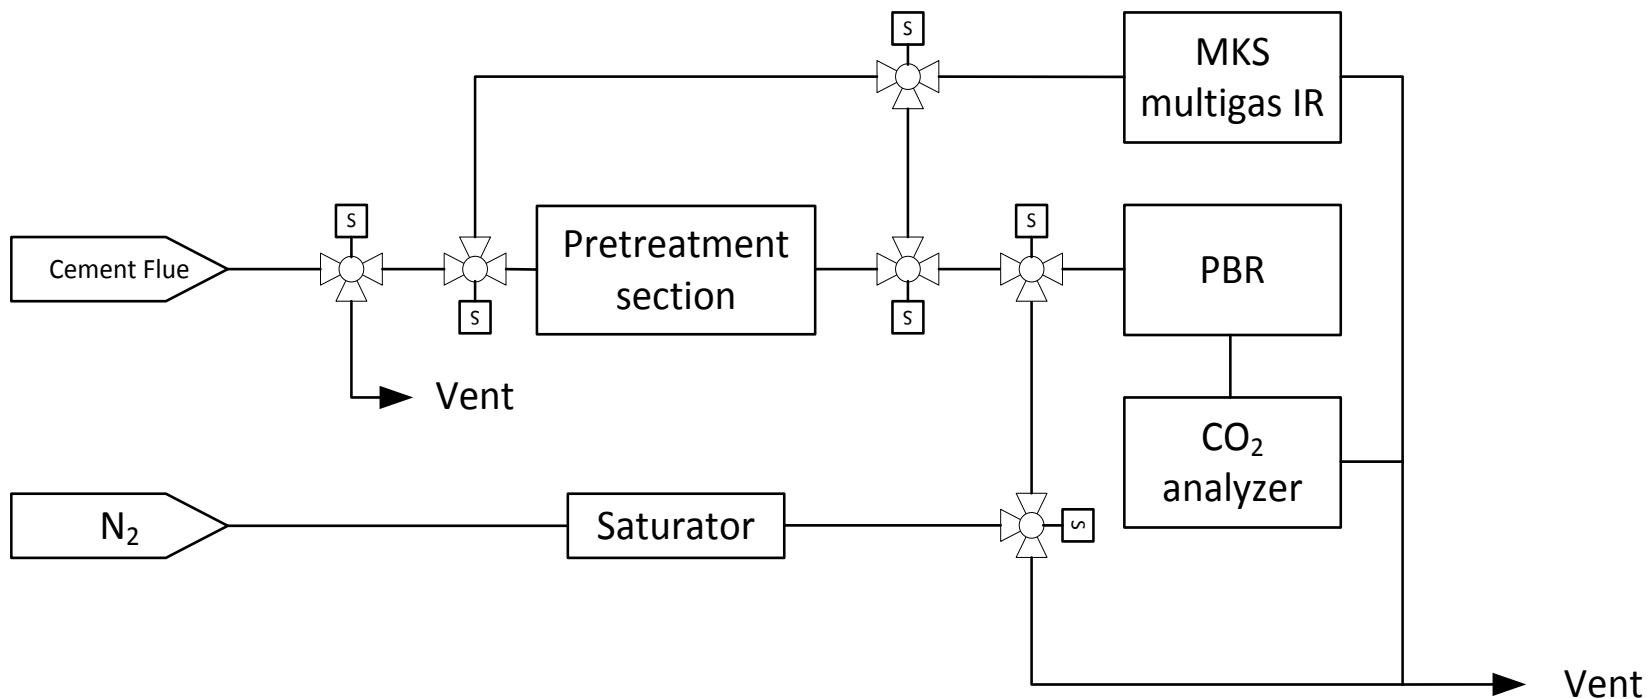 S
MKS
multigas IR
S
S
Cement Flue
Pretreatment
section
PBR
S
S
Vent
CO₂
analyzer
N₂
Saturator
S
Vent